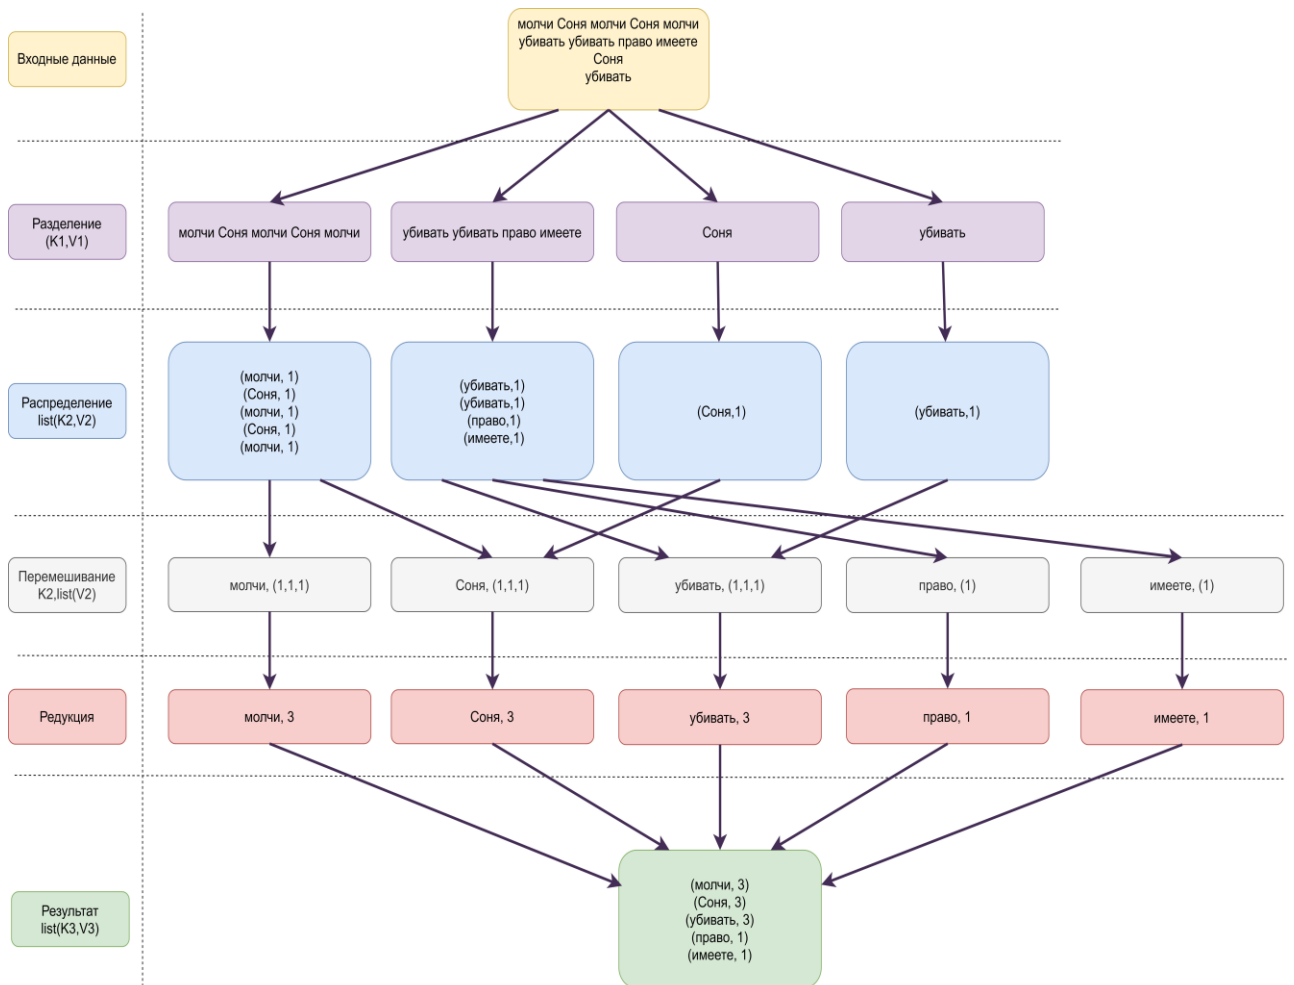 Входные данные
молчи Соня молчи Соня молчи
убивать убивать право имеете
Соня
убивать
Разделение
(K1,V1)
молчи Соня молчи Соня молчи
убивать убивать право имеете
Соня
убивать
Распределение
list(K2,V2)
(молчи, 1)
(Соня, 1)
(молчи, 1)
(Соня, 1)
(молчи, 1)
(убивать,1)
(убивать,1)
(право,1)
(имеете,1)
(Соня,1)
(убивать,1)
Перемешивание
K2,list(V2)
молчи, (1,1,1)
Соня, (1,1,1)
убивать, (1,1,1)
право, (1)
имеете, (1)
Редукция
молчи, 3
Соня, 3
убивать, 3
право, 1
имеете, 1
Результат
list(K3,V3)
(молчи, 3)
(Соня, 3)
(убивать, 3)
(право, 1)
(имеете, 1)